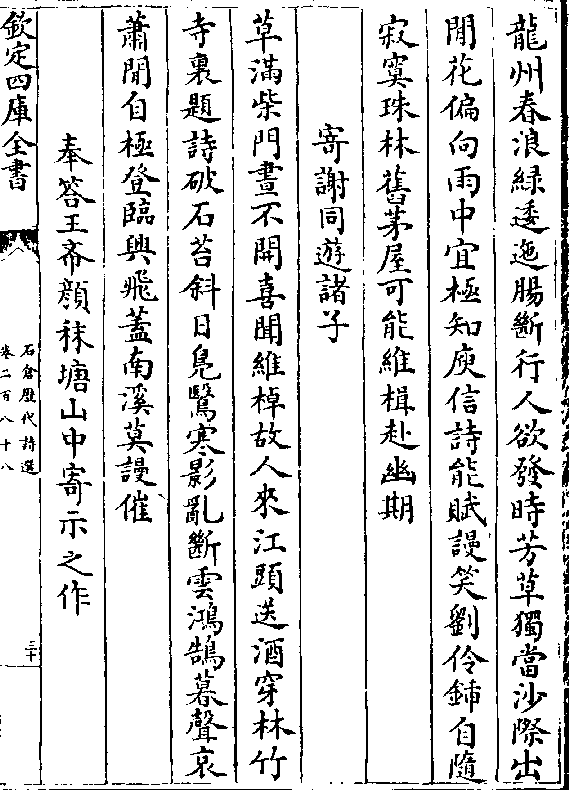 龍州春浪綠逶迤腸斷行人欲發時芳草獨當沙際出
閒花偏向雨中宜極知庾信詩能賦謾笑劉伶鍤自隨
寂寞珠林舊茅屋可能維楫赴幽期
寄謝同遊諸子
草滿柴門晝不開喜聞維棹故人來江頭送酒穿林竹
寺裏題詩破石苔斜日鳧鷖寒影亂斷雲鴻鵠暮聲哀
蕭閒自極登臨興飛蓋南溪莫謾催
奉答王希顏秣塘山中寄示之作
欽定四庫全書
石倉歷代詩選
卷二百八十八
三十